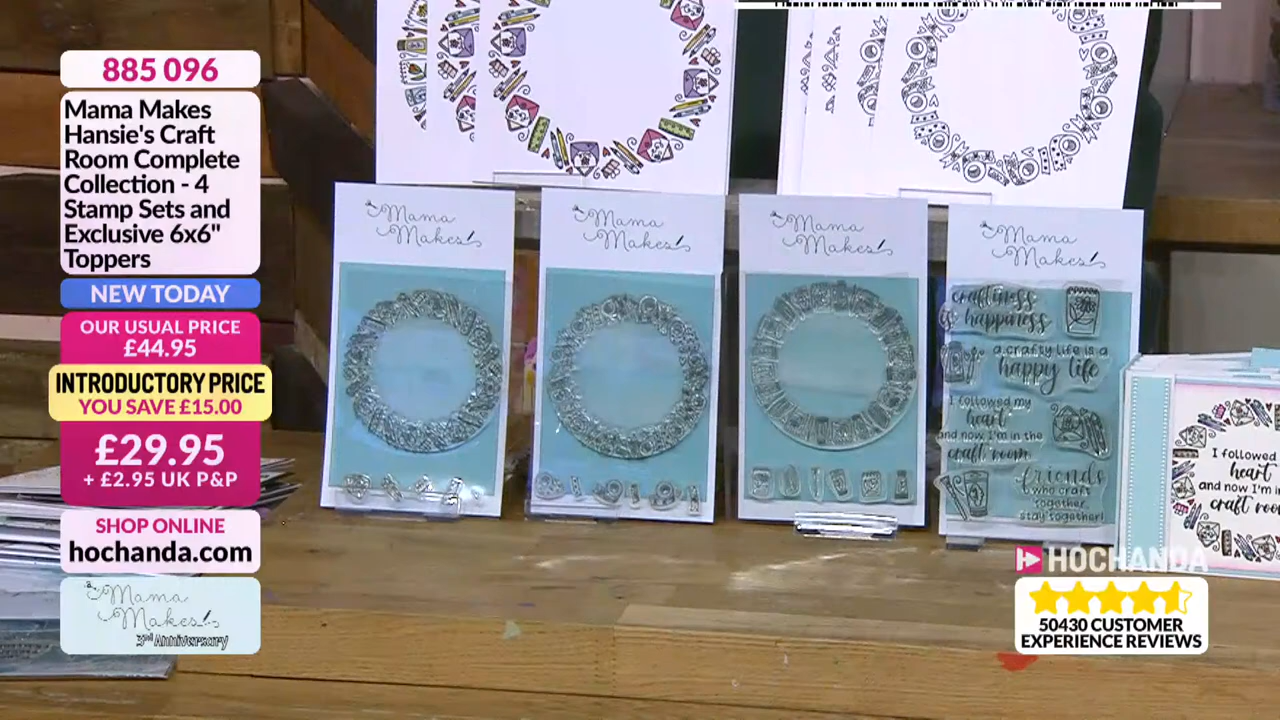 885 096
Mama Makes
Hansie's Craft
Room Complete
Collection - 4
Stamp Sets and
Exclusive 6x6"
Toppers
NEW TODAY
OUR USUAL PRICE
£44.95
INTRODUCTORY PRICE
YOU SAVE £15.00
£29.95
+ £2.95 UK P&P
SHOP ONLINE
hochanda.com
Mama
Makes
3rd Anniversary
Mama
Makes
Mama
Makes
Mama
Makes
Mama
Makes
craftiness
is happiness
a crafty life is a
happy life
I followed my
heart
and now I'm in the
craft room
friends
who craft
together,
stay together!
I followed
heart
and now I'm in
craft roo
HOCHANDA
50430 CUSTOMER
EXPERIENCE REVIEWS